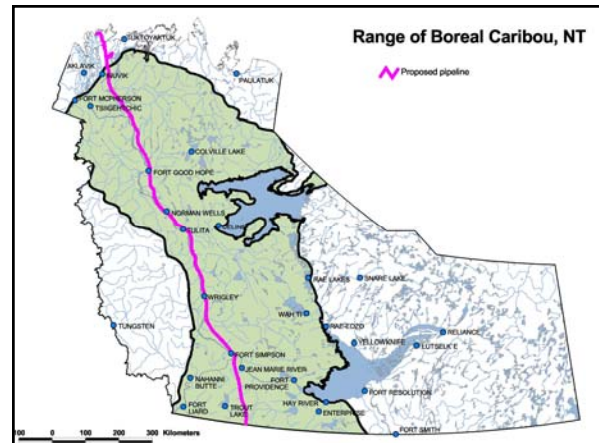 Range of Boreal Caribou, NT
Proposed pipeline
TUKTOYAKTUK
AKLAVIK
INUVIK
PAULATUK
FORT MCPHERSON
TSIIGEHTCHIC
COLVILLE LAKE
FORT GOOD HOPE
NORMAN WELLS
TULITA
DELINE
RAE LAKES
SNARE LAKE
WRIGLEY
WAH TI
TUNGSTEN
RAE-EDZO
RELIANCE
YELLOWKNIFE
LUTSELK'E
FORT SIMPSON
JEAN MARIE RIVER
NAHANNI
BUTTE
FORT
PROVIDENCE
FORT RESOLUTION
HAY RIVER
FORT
LIARD
TROUT
LAKE
ENTERPRISE
FORT SMITH
100 0 100 200 300 Kilometers